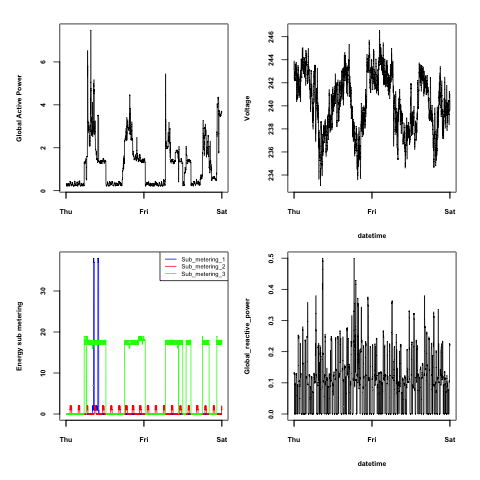 Global Active Power
6
4
2
0
Thu
Fri
Sat
Voltage
246
242
240
238
234
Thu
Fri
Sat
datetime
Energy sub metering
30
20
10
0
Thu
Fri
Sat
Sub_metering_1
Sub_metering_2
Sub_metering_3
Global_reactive_power
0.5
0.4
0.3
0.2
0.1
0.0
Thu
Fri
Sat
datetime